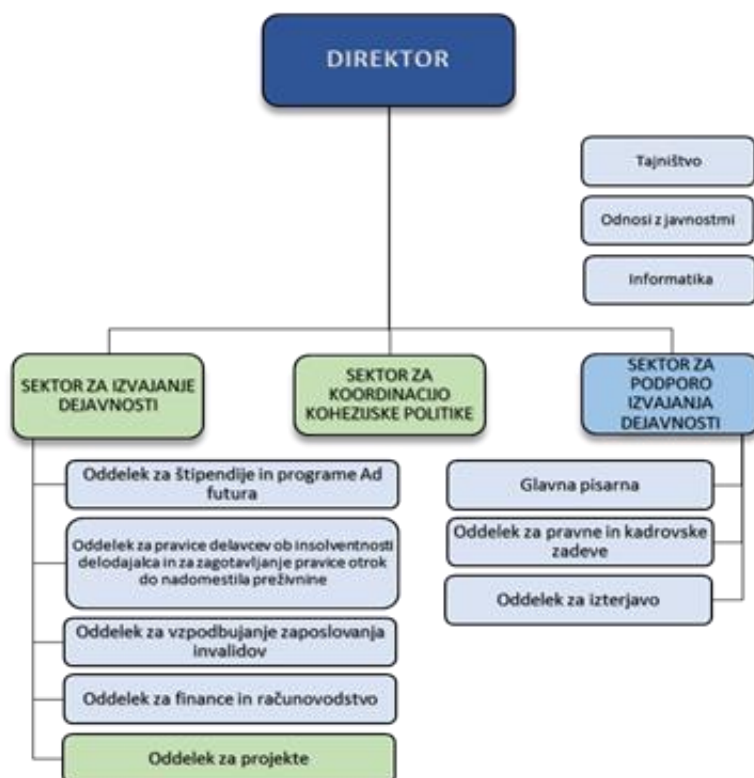 DIREKTOR
Tajništvo
Odnosi z javnostmi
Informatika
SEKTOR ZA IZVAJANJE
DEJAVNOSTI
SEKTOR ZA
KOORDINACIJO
KOHEZIJSKE POLITIKE
SEKTOR ZA
PODPORO
IZVAJANJA
DEJAVNOSTI
Oddelek za štipendije in programe Ad
futura
Oddelek za pravice delavcev ob insolventnosti
delodajalca in za zagotavljanje pravice otrok
do nadomestila preživnine
Oddelek za vzpodbujanje zaposlovanja
invalidov
Oddelek za finance in računovodstvo
Oddelek za projekte
Glavna pisarna
Oddelek za pravne in kadrovske
zadeve
Oddelek za izterjavo